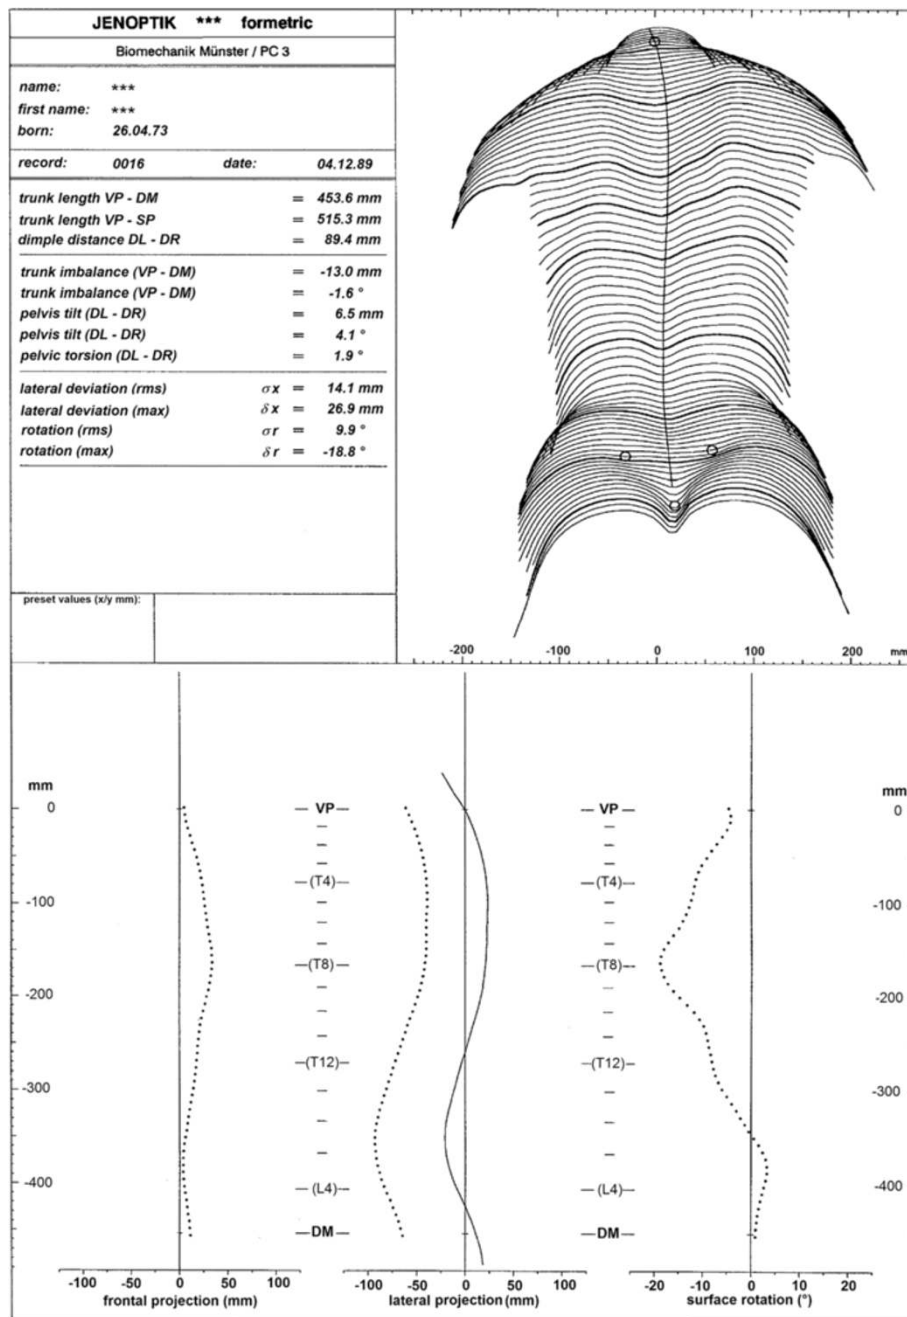 JENOPTIK *** formetric
Biomechanik Münster / PC 3
name: ***
first name: ***
born: 26.04.73
record: 0016 date: 04.12.89
trunk length VP - DM = 453.6 mm
trunk length VP - SP = 515.3 mm
dimple distance DL - DR = 89.4 mm
trunk imbalance (VP - DM) = -13.0 mm
trunk imbalance (VP - DM) = -1.6 °
pelvis tilt (DL - DR) = 6.5 mm
pelvis tilt (DL - DR) = 4.1 °
pelvic torsion (DL - DR) = 1.9 °
lateral deviation (rms) σx = 14.1 mm
lateral deviation (max) δx = 26.9 mm
rotation (rms) σr = 9.9 °
rotation (max) δr = -18.8 °
preset values (x/y mm):
-200 -100 0 100 200 mm
mm mm
0 VP VP 0
(T4) (T4)
-100 -100
(T8) (T8)
-200 -200
(T12) (T12)
-300 -300
-400 (L4) (L4) -400
DM DM
-100 -50 0 50 100 -100 -50 0 50 100 -20 -10 0 10 20
frontal projection (mm) lateral projection (mm) surface rotation (°)